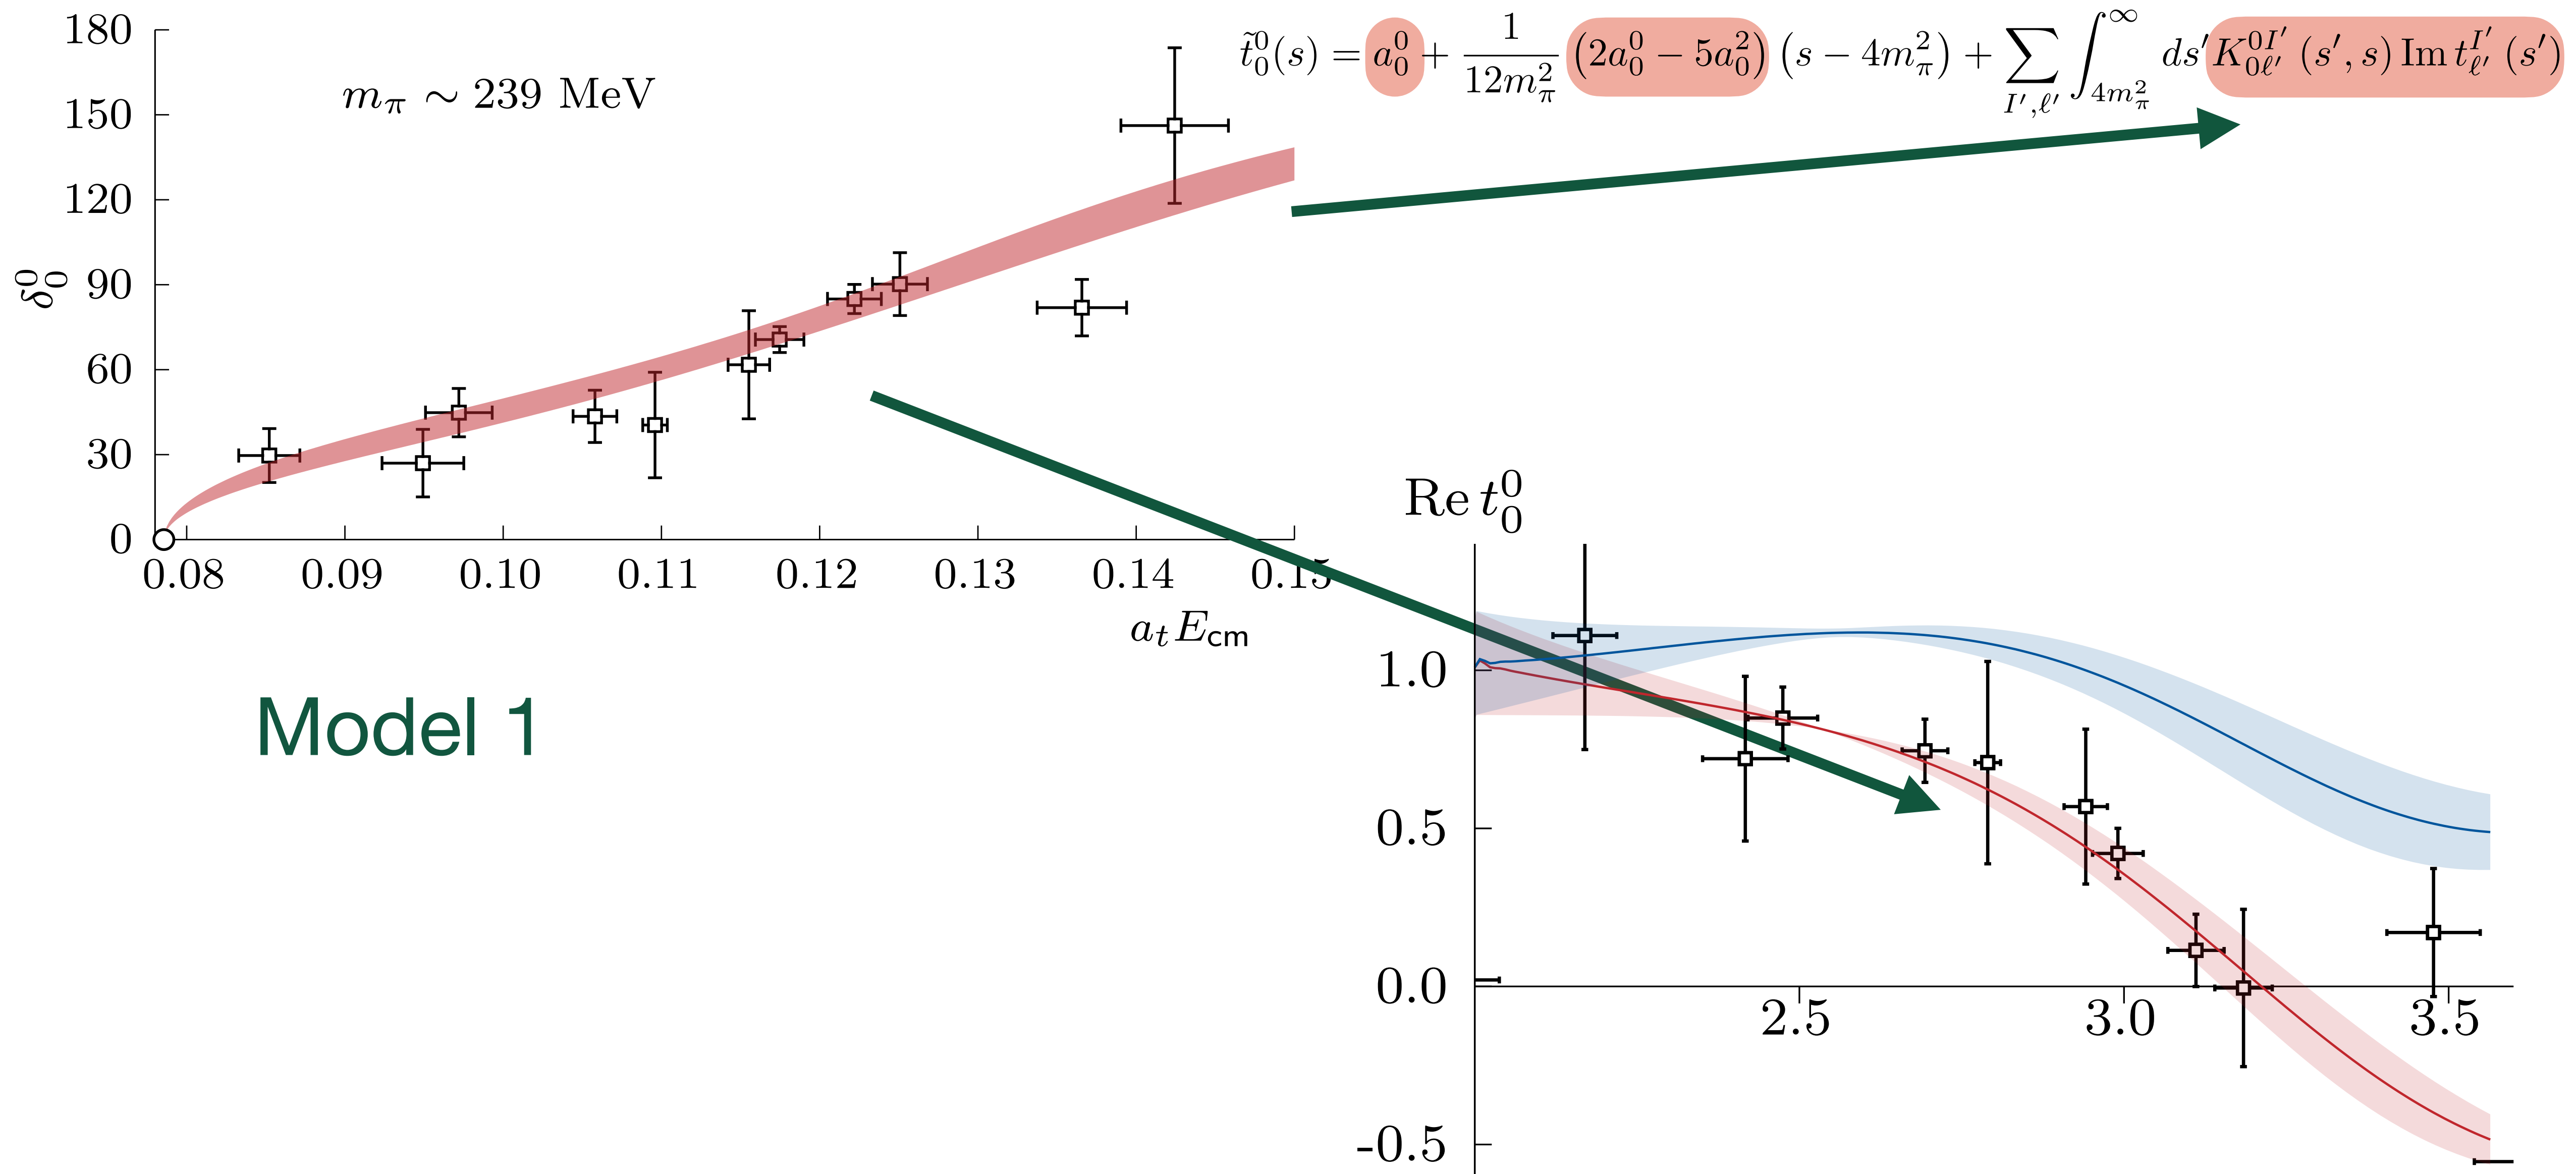 180
150
120
90
60
30
0
δ₀⁰
m_π ∼ 239 MeV
0.08 0.09 0.10 0.11 0.12 0.13 0.14 0.15
a_t E_cm
t̃₀⁰(s) = a₀⁰ + 1/(12m_π²) (2a₀⁰ − 5a₀²) (s − 4m_π²) + ∑_{I′,ℓ′} ∫_{4m_π²}^{∞} ds′ K_{0ℓ′}^{0I′} (s′, s) Im t_{ℓ′}^{I′} (s′)
Model 1
Re t₀⁰
1.0
0.5
0.0
-0.5
2.5 3.0 3.5